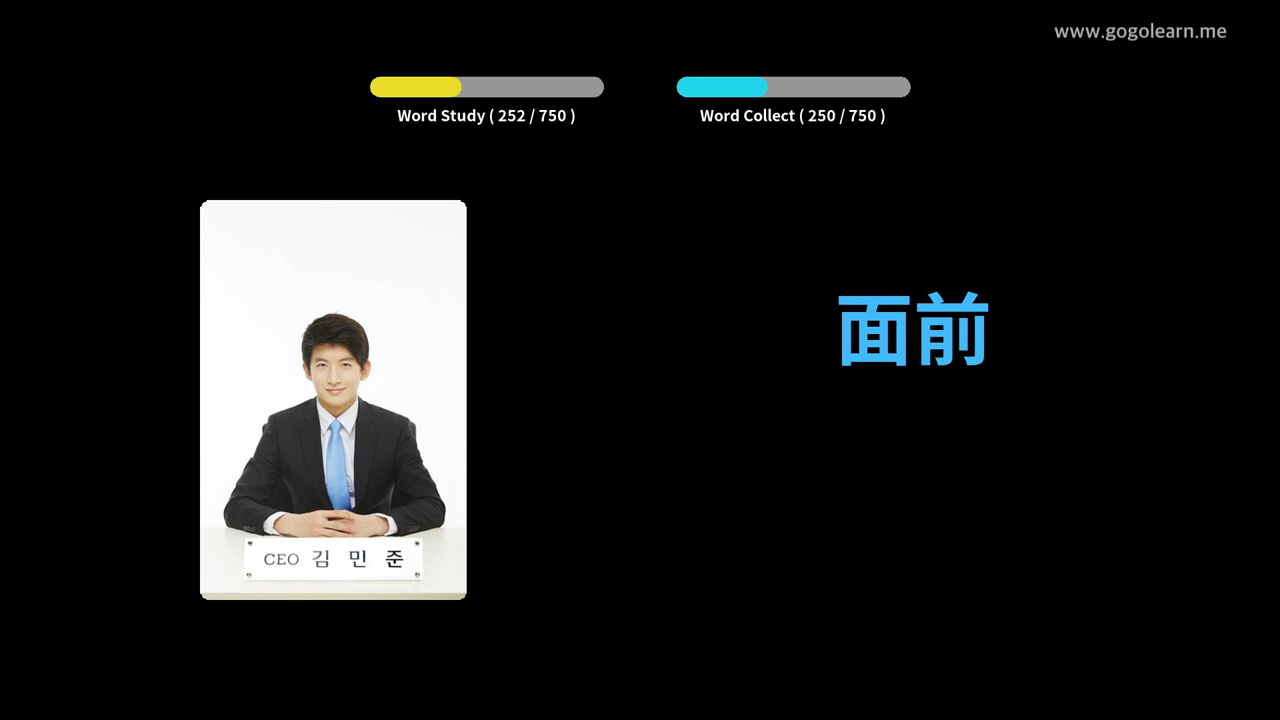 www.gogolearn.me
Word Study ( 252 / 750 )
Word Collect ( 250 / 750 )
面前
CEO 김 민 준